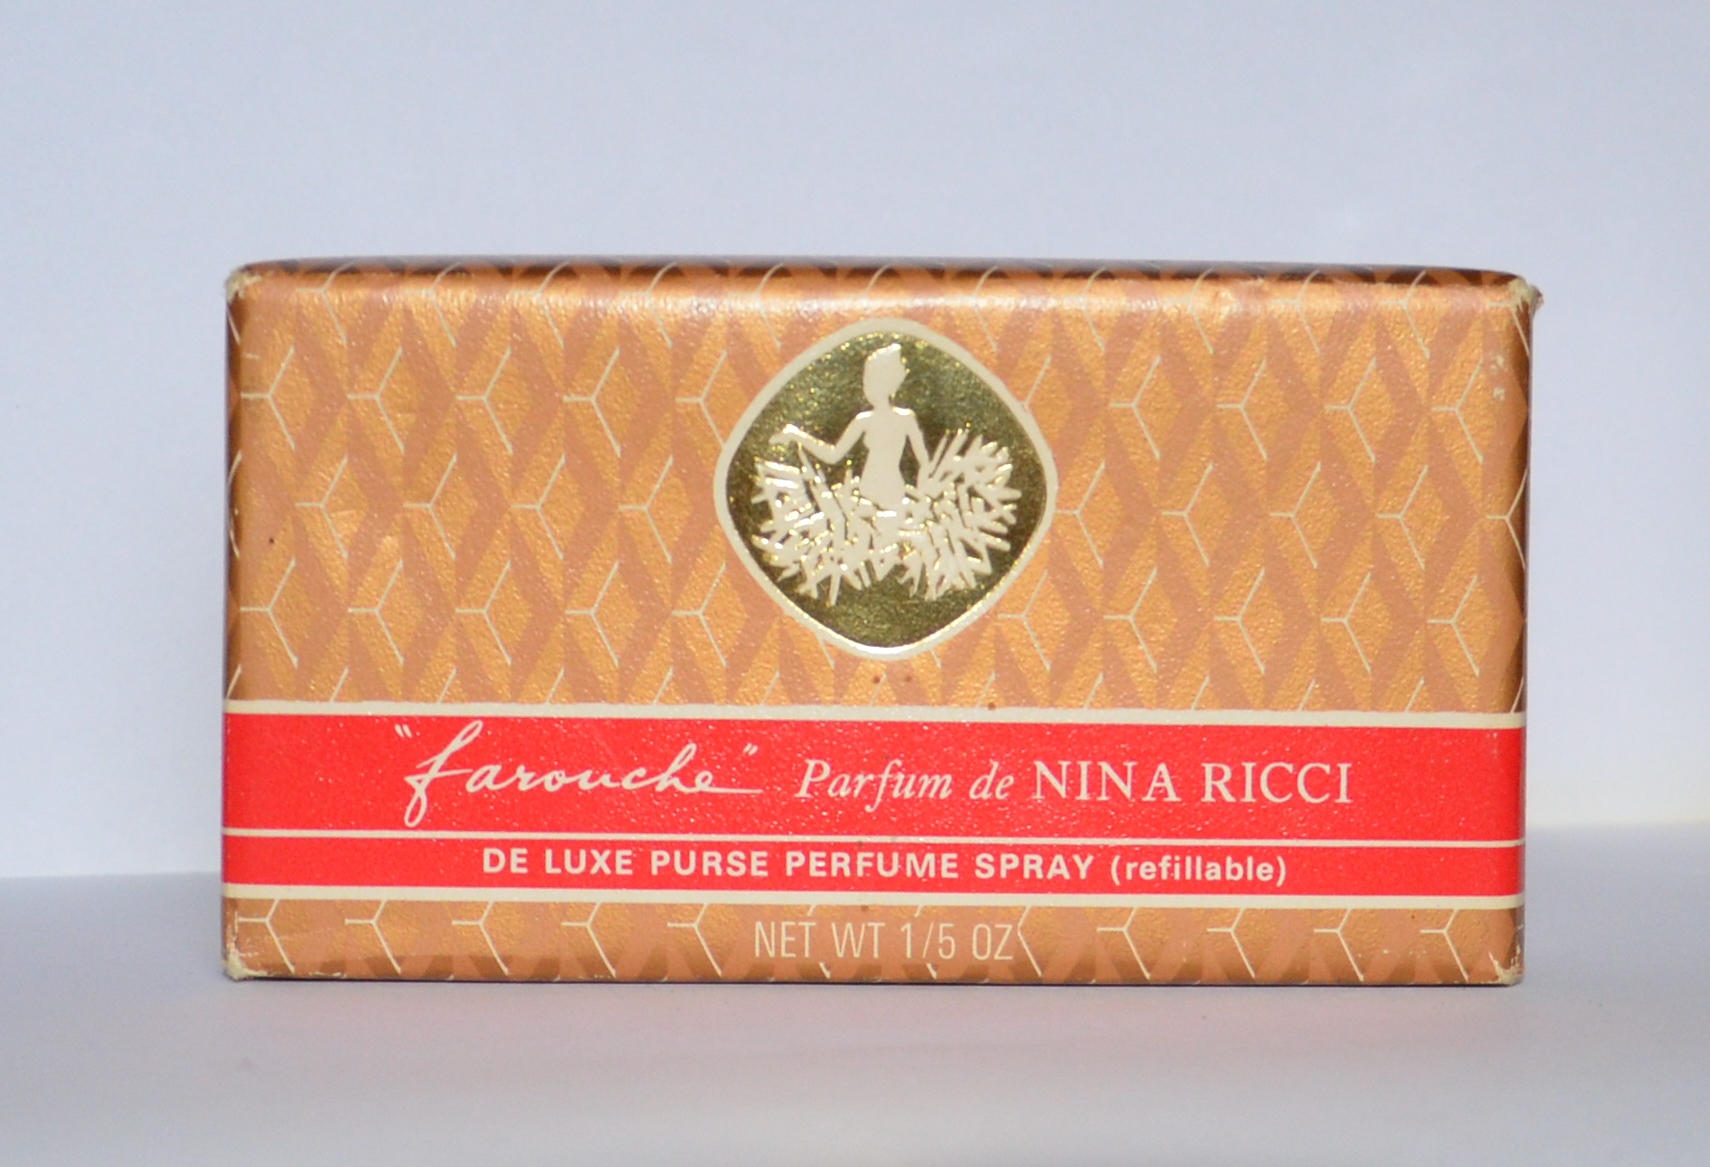 "farouche" Parfum de NINA RICCI
DE LUXE PURSE PERFUME SPRAY (refillable)
NET WT 1/5 OZ